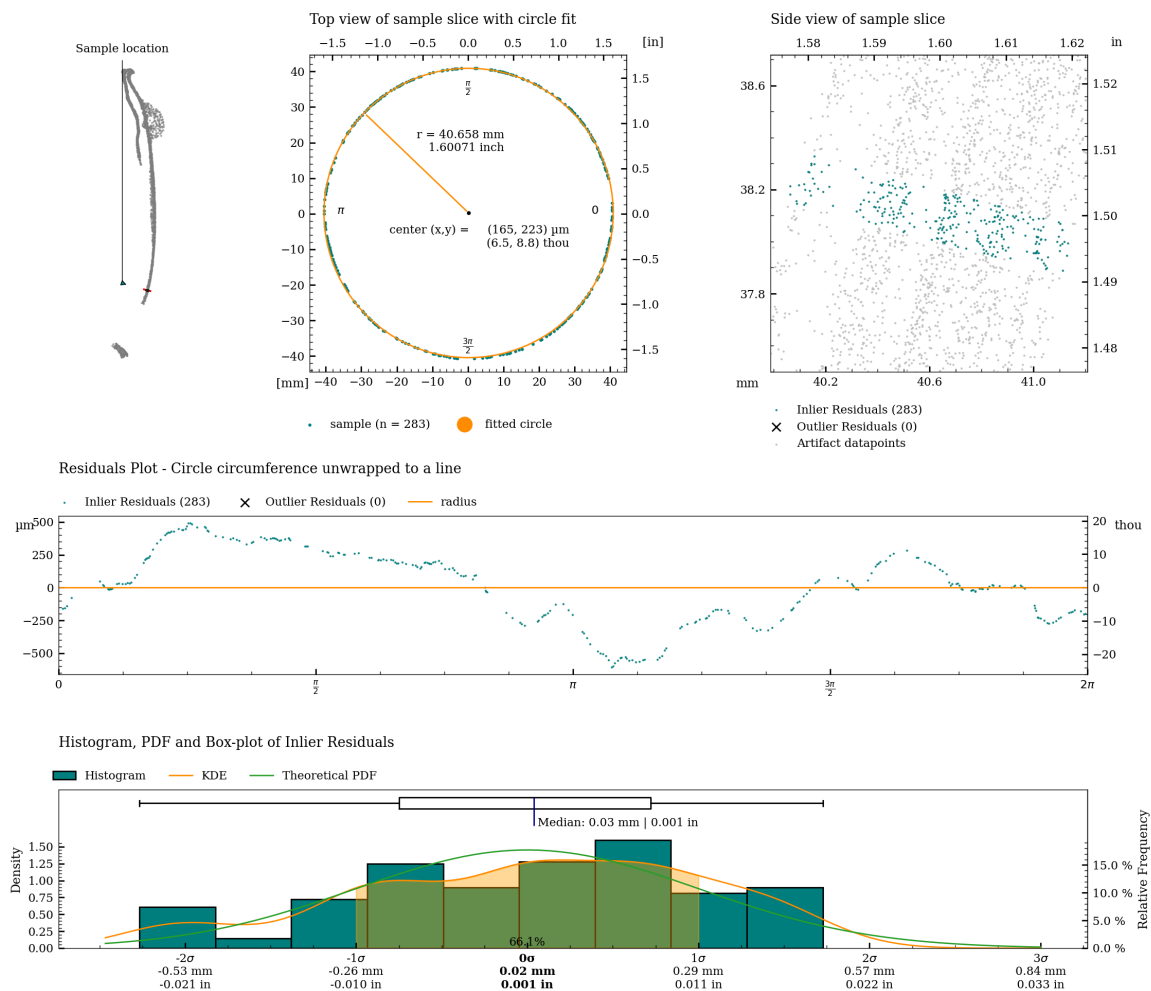 Sample location
Top view of sample slice with circle fit
−1.5 −1.0 −0.5 0.0 0.5 1.0 1.5 [in]
40 30 20 10 0 −10 −20 −30 −40
1.5 1.0 0.5 0.0 −0.5 −1.0 −1.5
π/2
r = 40.658 mm
1.60071 inch
π 0
center (x,y) = (165, 223) µm
(6.5, 8.8) thou
3π/2
[mm] −40 −30 −20 −10 0 10 20 30 40
sample (n = 283) fitted circle
Side view of sample slice
1.58 1.59 1.60 1.61 1.62 in
38.6 38.2 37.8
1.52 1.51 1.50 1.49 1.48
mm 40.2 40.6 41.0
Inlier Residuals (283)
Outlier Residuals (0)
Artifact datapoints
Residuals Plot - Circle circumference unwrapped to a line
Inlier Residuals (283) Outlier Residuals (0) radius
µm 500 250 0 −250 −500
20 10 0 −10 −20 thou
0 π/2 π 3π/2 2π
Histogram, PDF and Box-plot of Inlier Residuals
Histogram KDE Theoretical PDF
Median: 0.03 mm | 0.001 in
Density
1.50 1.25 1.00 0.75 0.50 0.25 0.00
15.0 % 10.0 % 5.0 % 0.0 %
Relative Frequency
66.1%
-2σ -1σ 0σ 1σ 2σ 3σ
-0.53 mm -0.26 mm 0.02 mm 0.29 mm 0.57 mm 0.84 mm
-0.021 in -0.010 in 0.001 in 0.011 in 0.022 in 0.033 in